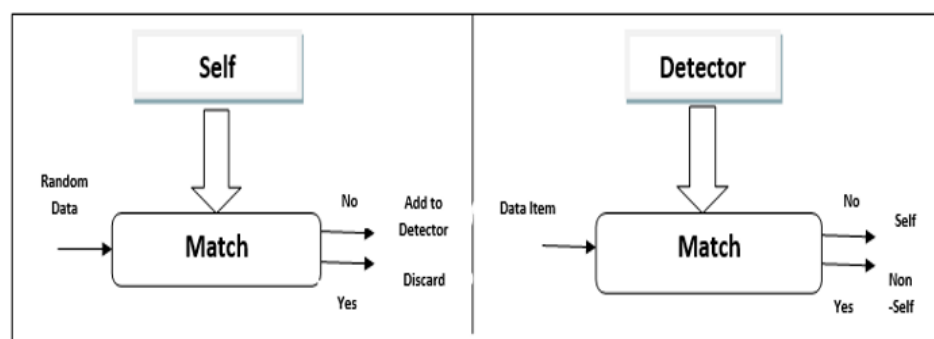 Self
Random
Data
Match
No
Add to
Detector
Discard
Yes
Detector
Data Item
Match
No
Self
Non
-Self
Yes